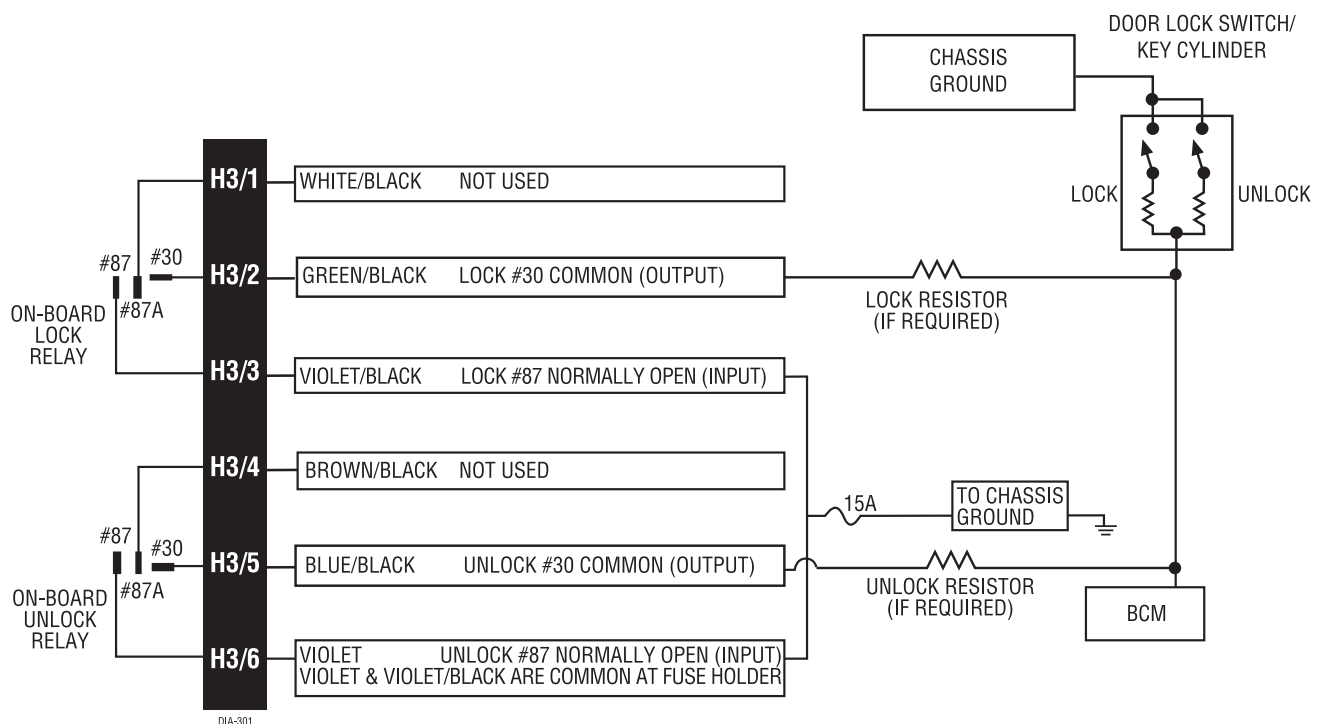 DOOR LOCK SWITCH/
KEY CYLINDER
CHASSIS
GROUND
LOCK
UNLOCK
H3/1
WHITE/BLACK NOT USED
#87
#30
#87A
ON-BOARD
LOCK
RELAY
H3/2
GREEN/BLACK LOCK #30 COMMON (OUTPUT)
LOCK RESISTOR
(IF REQUIRED)
H3/3
VIOLET/BLACK LOCK #87 NORMALLY OPEN (INPUT)
H3/4
BROWN/BLACK NOT USED
15A
TO CHASSIS
GROUND
#87
#30
#87A
ON-BOARD
UNLOCK
RELAY
H3/5
BLUE/BLACK UNLOCK #30 COMMON (OUTPUT)
UNLOCK RESISTOR
(IF REQUIRED)
BCM
H3/6
VIOLET UNLOCK #87 NORMALLY OPEN (INPUT)
VIOLET & VIOLET/BLACK ARE COMMON AT FUSE HOLDER
DIA-301